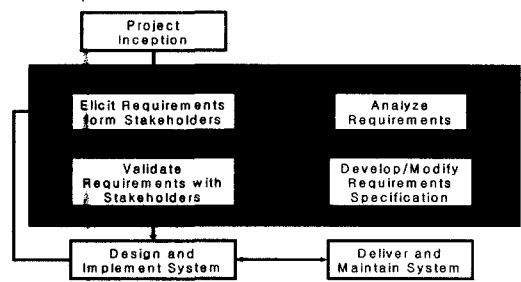 Project
Inception
Elicit Requirements
form Stakeholders
Analyze
Requirements
Validate
Requirements with
Stakeholders
Develop/Modify
Requirements
Specification
Design and
Implement System
Deliver and
Maintain System